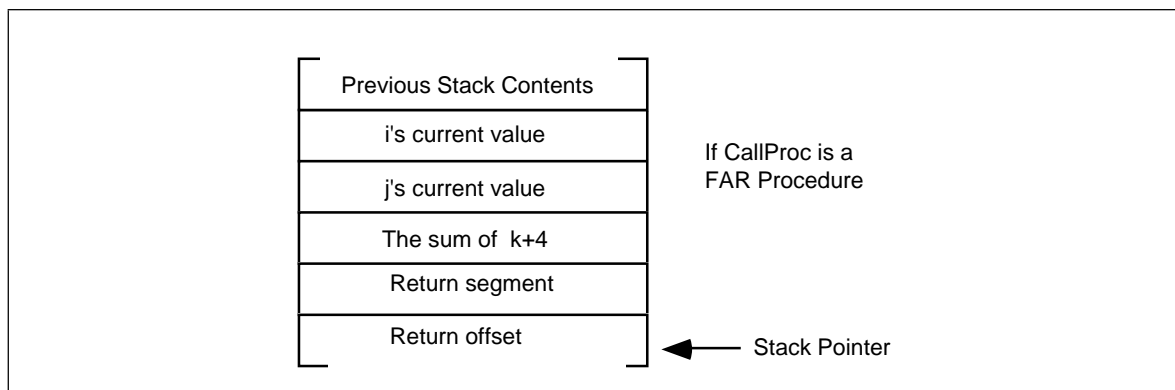 Previous Stack Contents
i's current value
j's current value
The sum of k+4
Return segment
Return offset
If CallProc is a
FAR Procedure
Stack Pointer